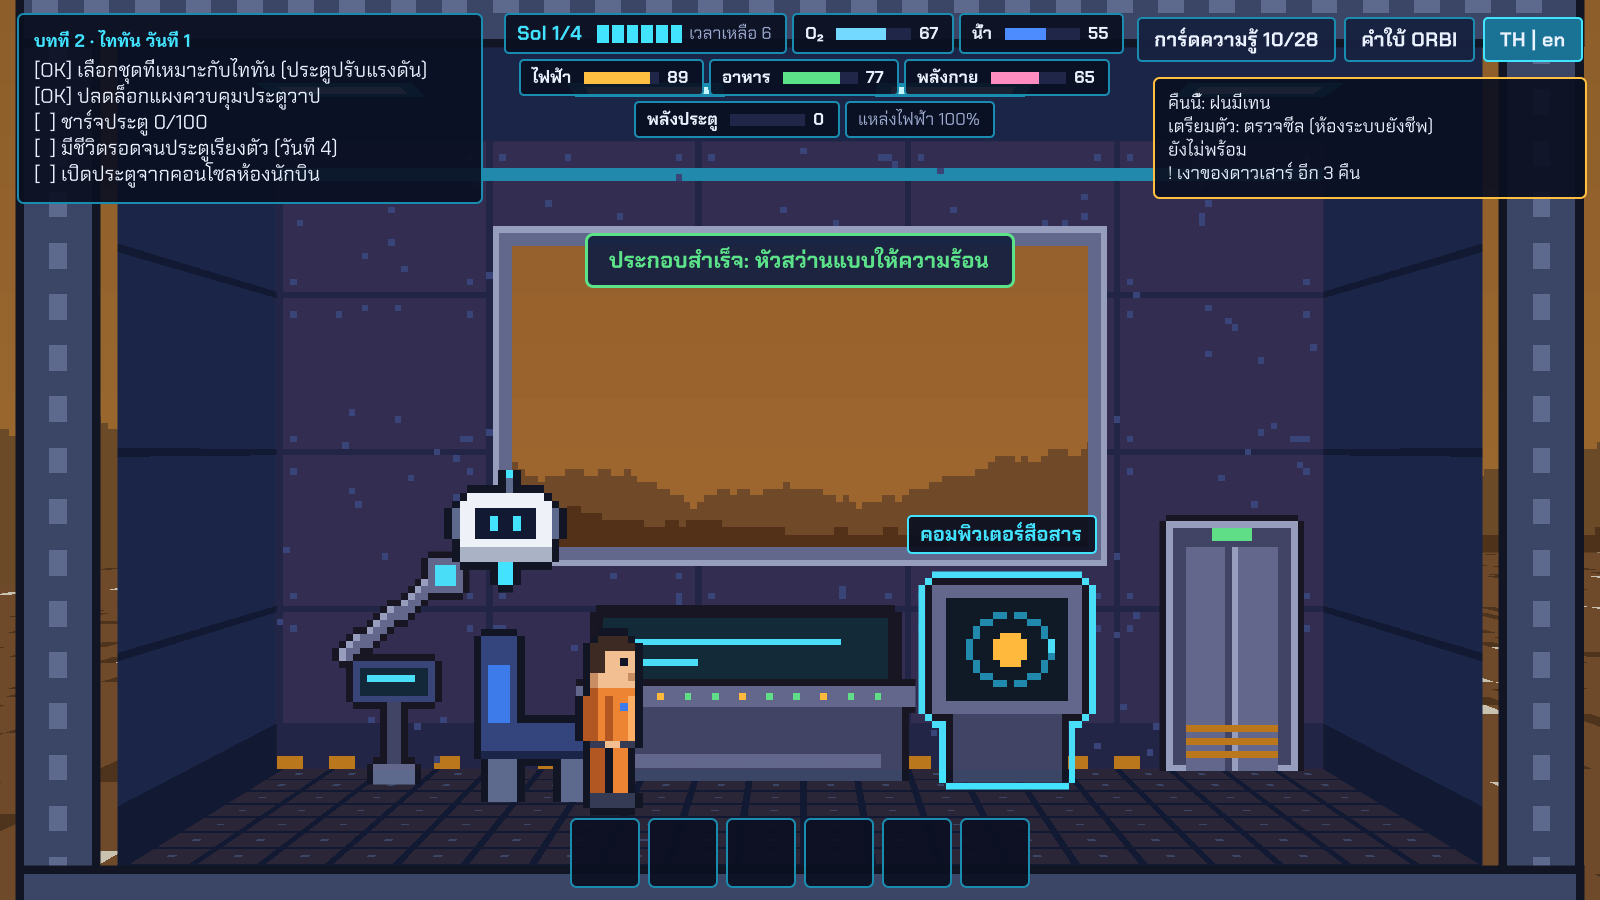 บทที่ 2 · ไททัน วันที่ 1
[OK] เลือกชุดที่เหมาะกับไททัน (ประตูปรับแรงดัน)
[OK] ปลดล็อกแผงควบคุมประตูวาป
[ ] ชาร์จประตู 0/100
[ ] มีชีวิตรอดจนประตูเรียงตัว (วันที่ 4)
[ ] เปิดประตูจากคอนโซลห้องนักบิน
Sol 1/4 เวลาเหลือ 6
O₂ 67
น้ำ 55
ไฟฟ้า 89
อาหาร 77
พลังกาย 65
พลังประตู 0
แหล่งไฟฟ้า 100%
การ์ดความรู้ 10/28
คำใบ้ ORBI
TH | en
คืนนี้: ฝนมีเทน
เตรียมตัว: ตรวจซีล (ห้องระบบยังชีพ)
ยังไม่พร้อม
! เงาของดาวเสาร์ อีก 3 คืน
ประกอบสำเร็จ: หัวสว่านแบบให้ความร้อน
คอมพิวเตอร์สื่อสาร